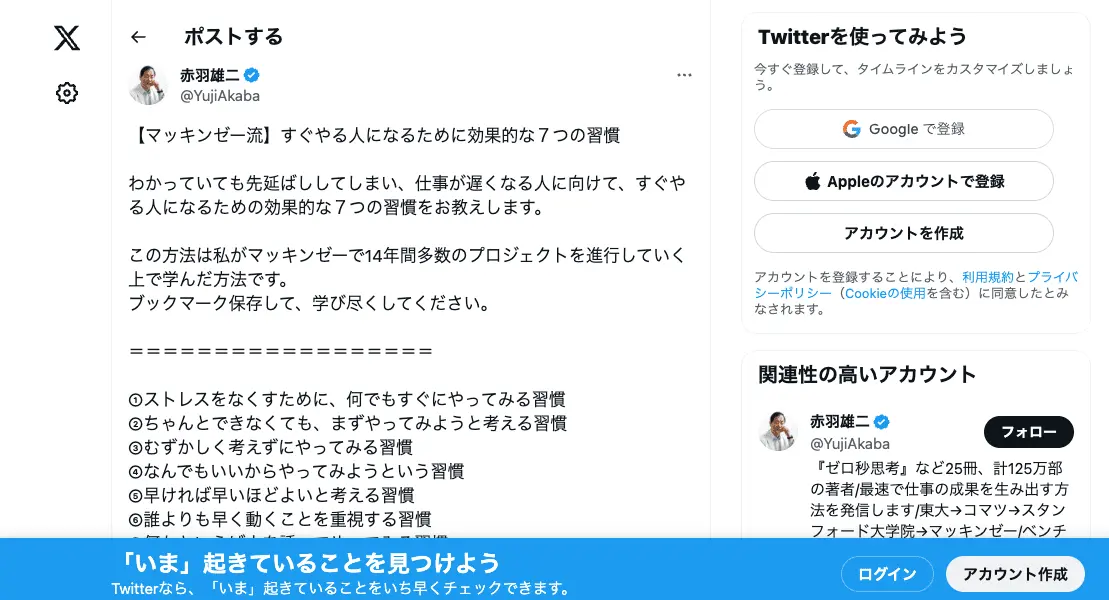 ポストする
赤羽雄二
@YujiAkaba
【マッキンゼー流】すぐやる人になるために効果的な７つの習慣
わかっていても先延ばししてしまい、仕事が遅くなる人に向けて、すぐや
る人になるための効果的な７つの習慣をお教えします。
この方法は私がマッキンゼーで14年間多数のプロジェクトを進行していく
上で学んだ方法です。
ブックマーク保存して、学び尽くしてください。
＝＝＝＝＝＝＝＝＝＝＝＝＝＝＝＝＝＝
①ストレスをなくすために、何でもすぐにやってみる習慣
②ちゃんとできなくても、まずやってみようと考える習慣
③むずかしく考えずにやってみる習慣
④なんでもいいからやってみようという習慣
⑤早ければ早いほどよいと考える習慣
⑥誰よりも早く動くことを重視する習慣
Twitterを使ってみよう
今すぐ登録して、タイムラインをカスタマイズしましょ
う。
Google で登録
Appleのアカウントで登録
アカウントを作成
アカウントを登録することにより、利用規約とプライバ
シーポリシー（Cookieの使用を含む）に同意したとみ
なされます。
関連性の高いアカウント
赤羽雄二
@YujiAkaba
フォロー
『ゼロ秒思考』など25冊、計125万部
の著者/最速で仕事の成果を生み出す方
法を発信します/東大→コマツ→スタン
フォード大学院→マッキンゼー/ベンチ
「いま」起きていることを見つけよう
Twitterなら、「いま」起きていることをいち早くチェックできます。
ログイン
アカウント作成